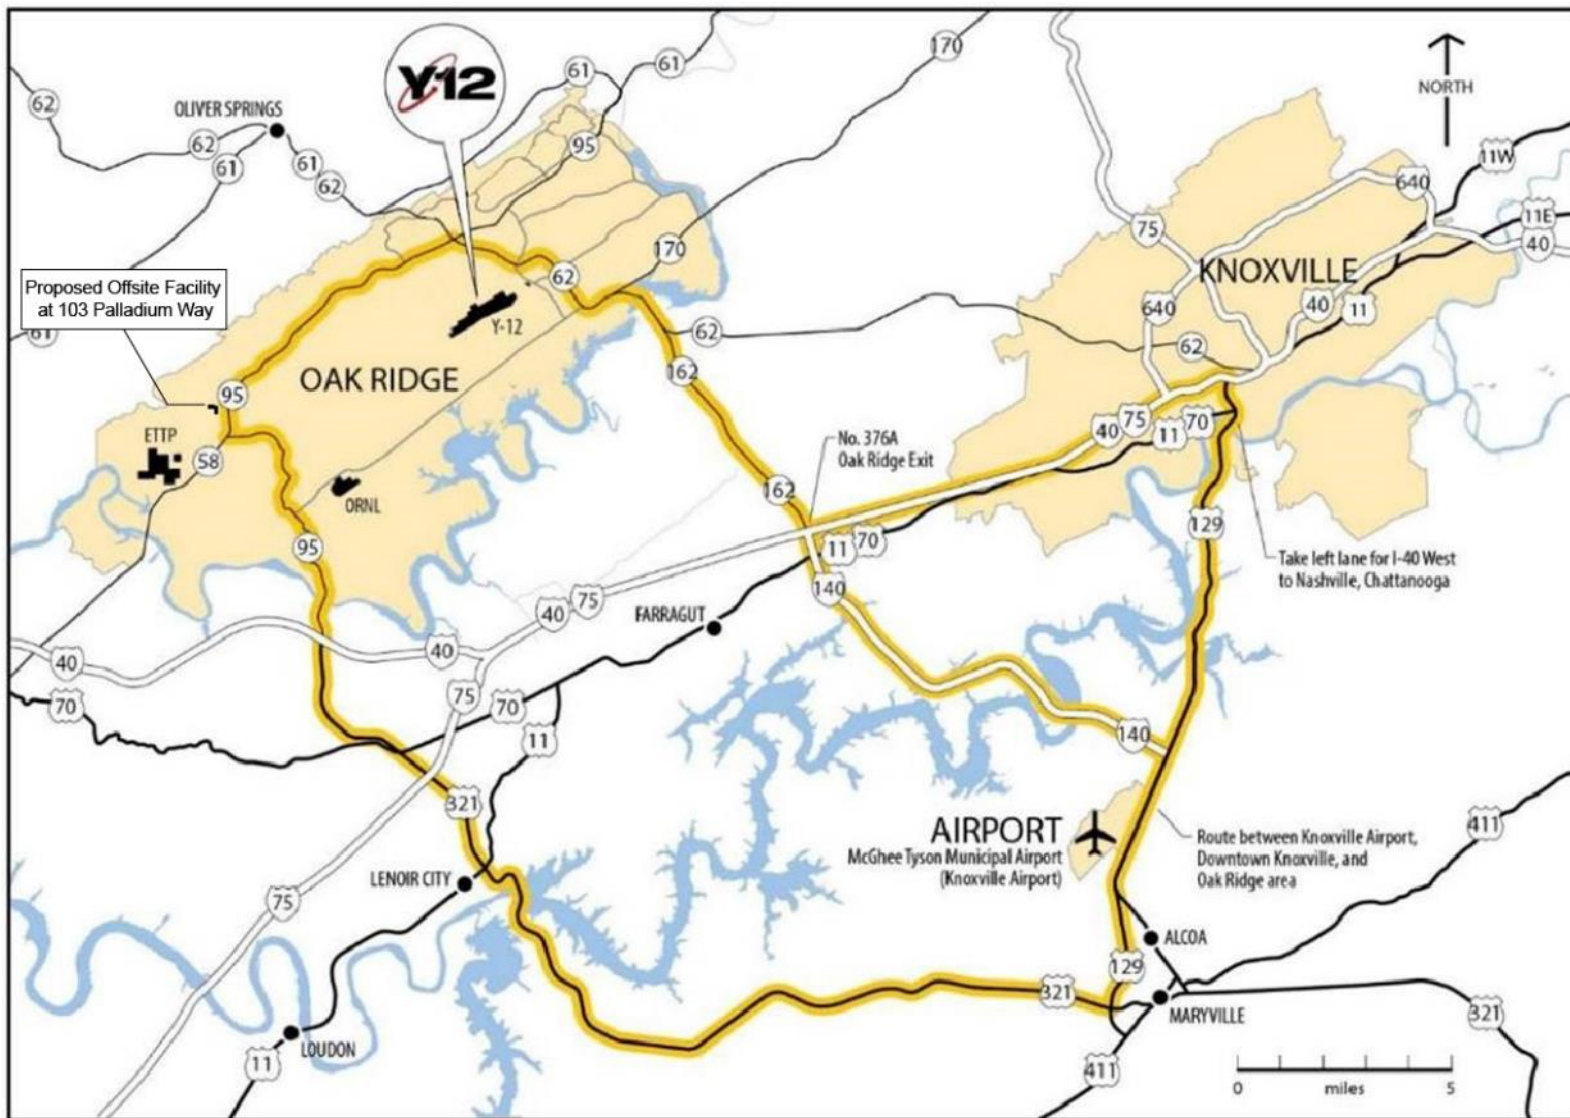 62
OLIVER SPRINGS
62
61
61
62
Y-12
61
61
95
170
170
NORTH
11W
640
75
11E
40
KNOXVILLE
640
40
11
62
Proposed Offsite Facility
at 103 Palladium Way
61
62
Y-12
62
162
OAK RIDGE
95
ETTP
58
ORNL
95
75
70
40
11
No. 376A
Oak Ridge Exit
162
129
Take left lane for I-40 West
to Nashville, Chattanooga
11
70
140
75
40
FARRAGUT
40
40
75
70
70
11
140
321
AIRPORT
McGhee Tyson Municipal Airport
(Knoxville Airport)
Route between Knoxville Airport,
Downtown Knoxville, and
Oak Ridge area
411
LENOIR CITY
75
ALCOA
129
321
MARYVILLE
321
LOUDON
11
411
0
5
miles